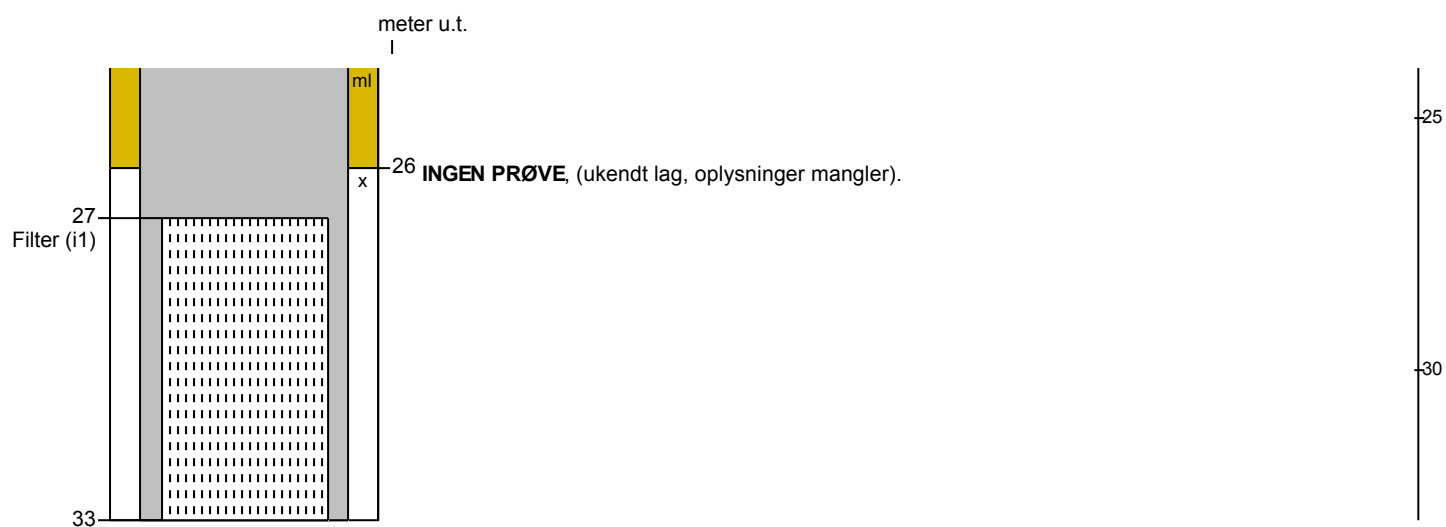 meter u.t.
ml
25
26 INGEN PRØVE, (ukendt lag, oplysninger mangler).
x
27
Filter (i1)
30
33